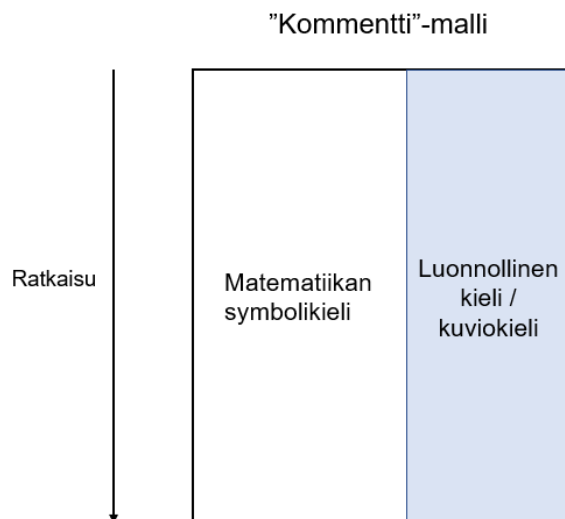 ”Kommentti”-malli
Ratkaisu
Matematiikan
symbolikieli
Luonnollinen
kieli /
kuviokieli